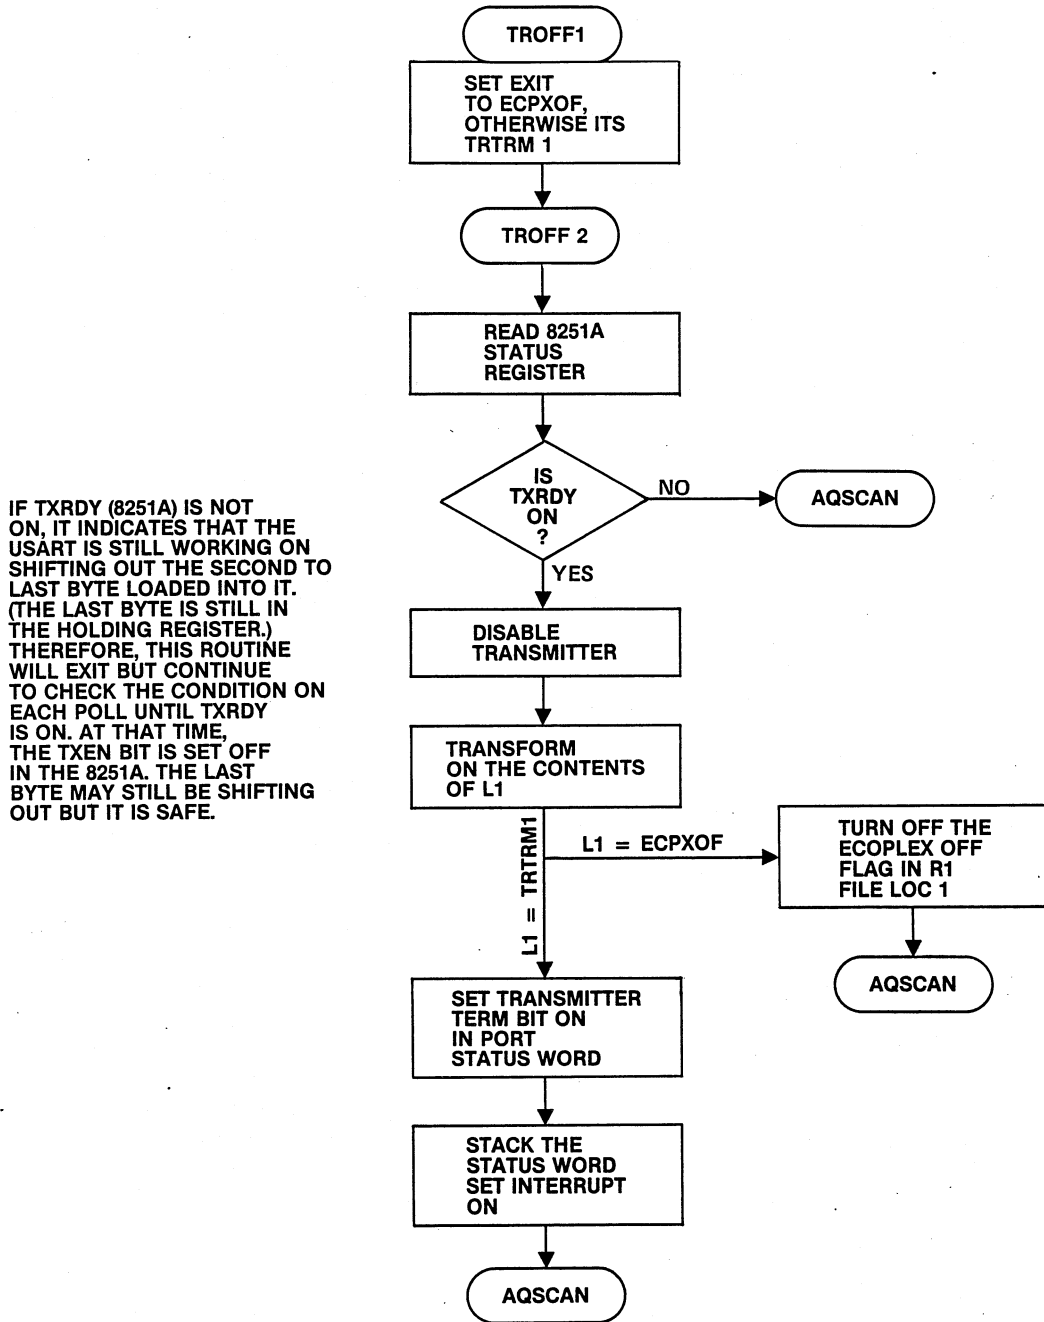 TROFF1
SET EXIT
TO ECPXOF,
OTHERWISE ITS
TRTRM 1
TROFF 2
READ 8251A
STATUS
REGISTER
IS
TXRDY
ON
?
NO
AQSCAN
YES
IF TXRDY (8251A) IS NOT
ON, IT INDICATES THAT THE
USART IS STILL WORKING ON
SHIFTING OUT THE SECOND TO
LAST BYTE LOADED INTO IT.
(THE LAST BYTE IS STILL IN
THE HOLDING REGISTER.)
THEREFORE, THIS ROUTINE
WILL EXIT BUT CONTINUE
TO CHECK THE CONDITION ON
EACH POLL UNTIL TXRDY
IS ON. AT THAT TIME,
THE TXEN BIT IS SET OFF
IN THE 8251A. THE LAST
BYTE MAY STILL BE SHIFTING
OUT BUT IT IS SAFE.
DISABLE
TRANSMITTER
TRANSFORM
ON THE CONTENTS
OF L1
L1 = ECPXOF
L1 = TRTRM1
TURN OFF THE
ECOPLEX OFF
FLAG IN R1
FILE LOC 1
AQSCAN
SET TRANSMITTER
TERM BIT ON
IN PORT
STATUS WORD
STACK THE
STATUS WORD
SET INTERRUPT
ON
AQSCAN